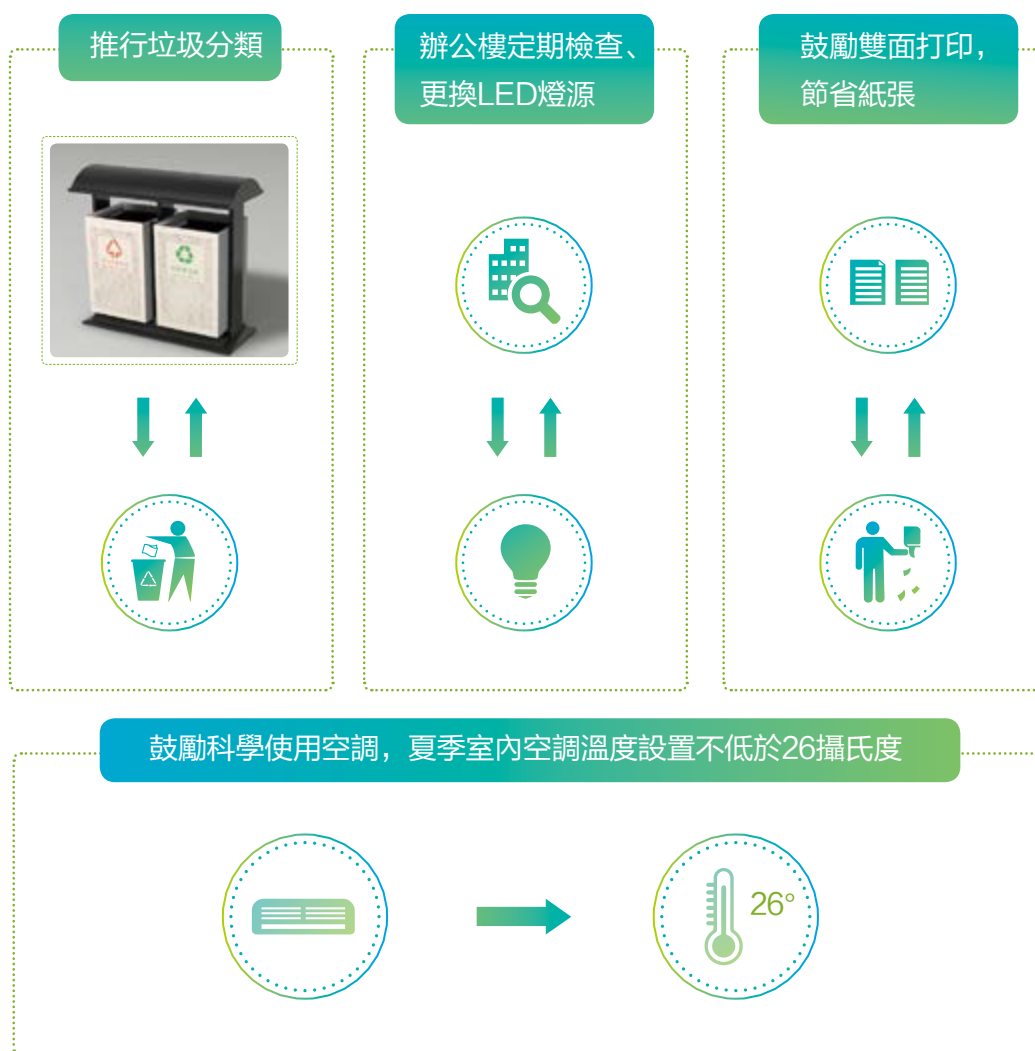 推行垃圾分類
辦公樓定期檢查、
更換LED燈源
鼓勵雙面打印，
節省紙張
鼓勵科學使用空調，夏季室內空調溫度設置不低於26攝氏度
26°